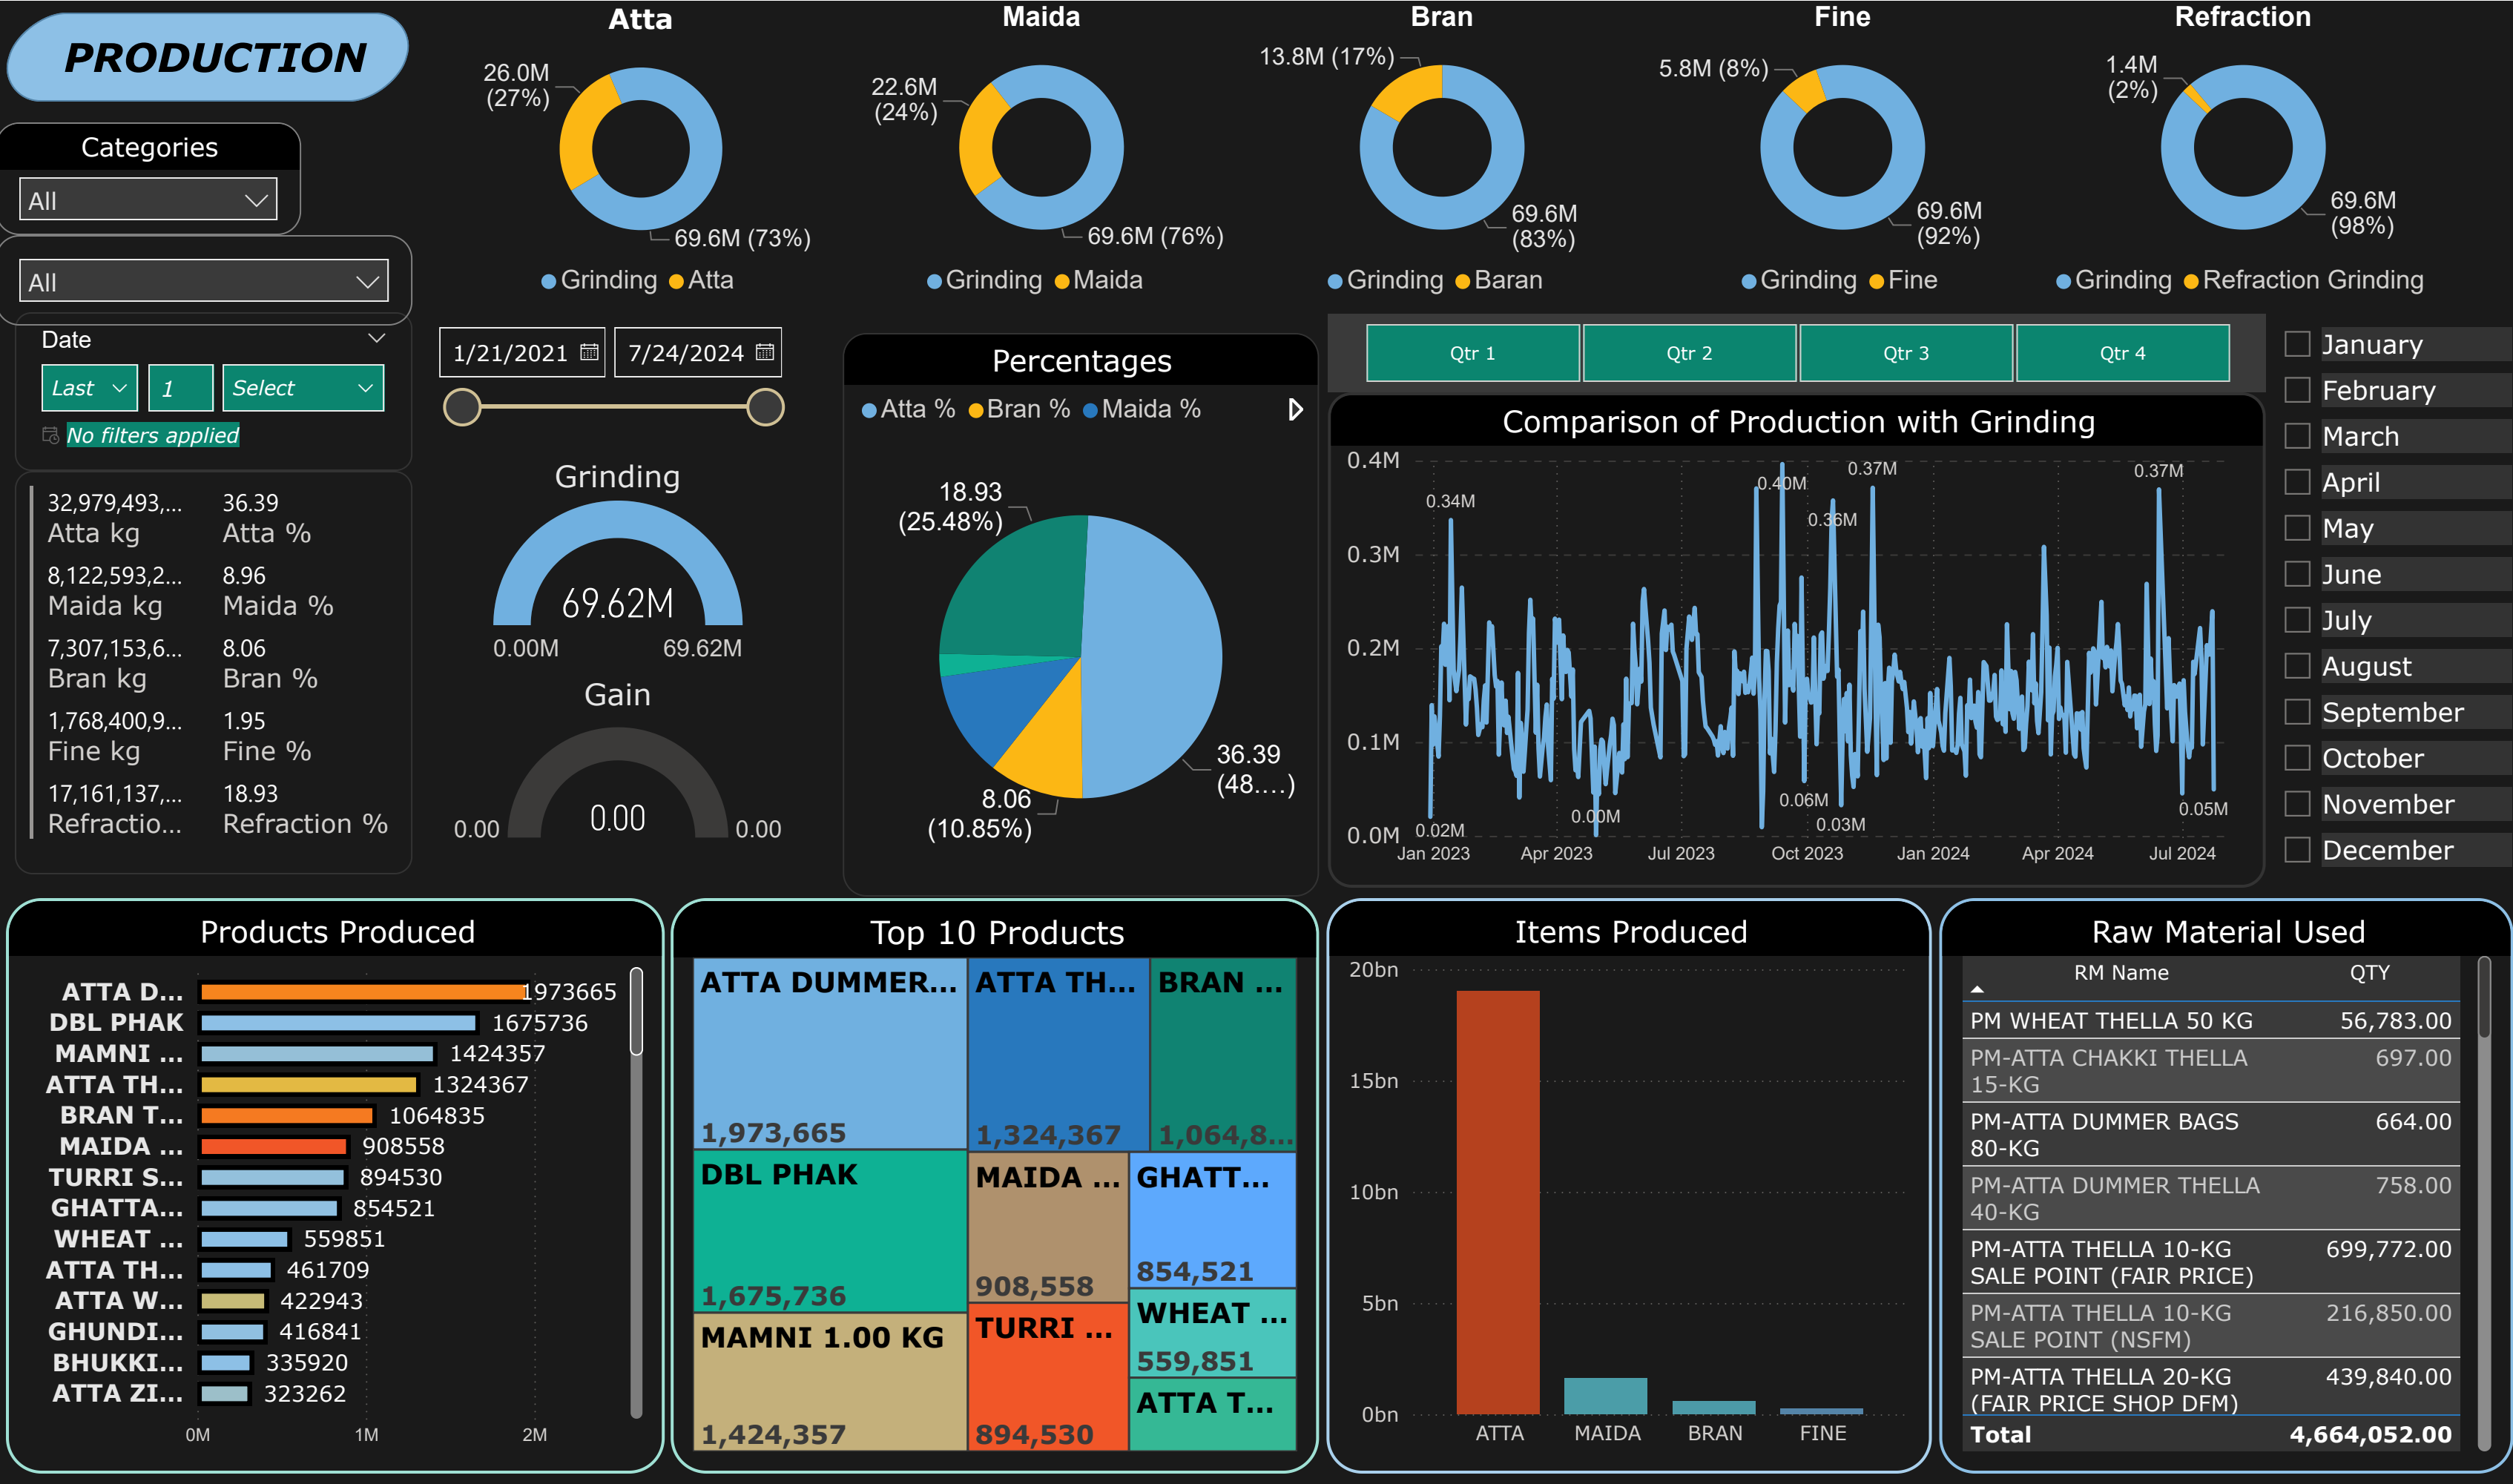 PRODUCTION
Categories
All
All
Date
Last
1
Select
No filters applied
32,979,493,...
36.39
Atta kg
Atta %
8,122,593,2...
8.96
Maida kg
Maida %
7,307,153,6...
8.06
Bran kg
Bran %
1,768,400,9...
1.95
Fine kg
Fine %
17,161,137,...
18.93
Refractio...
Refraction %
Atta
26.0M
(27%)
69.6M (73%)
Grinding
Atta
Maida
22.6M
(24%)
69.6M (76%)
Grinding
Maida
Bran
13.8M (17%)
69.6M
(83%)
Grinding
Baran
Fine
5.8M (8%)
69.6M
(92%)
Grinding
Fine
Refraction
1.4M
(2%)
69.6M
(98%)
Grinding
Refraction Grinding
1/21/2021
7/24/2024
Grinding
69.62M
0.00M
69.62M
Gain
0.00
0.00
0.00
Percentages
Atta %
Bran %
Maida %
18.93
(25.48%)
36.39
(48....)
8.06
(10.85%)
Qtr 1
Qtr 2
Qtr 3
Qtr 4
Comparison of Production with Grinding
0.4M
0.3M
0.2M
0.1M
0.0M
0.34M
0.40M
0.37M
0.36M
0.37M
0.02M
0.00M
0.06M
0.03M
0.05M
Jan 2023
Apr 2023
Jul 2023
Oct 2023
Jan 2024
Apr 2024
Jul 2024
January
February
March
April
May
June
July
August
September
October
November
December
Products Produced
ATTA D...
1973665
DBL PHAK
1675736
MAMNI ...
1424357
ATTA TH...
1324367
BRAN T...
1064835
MAIDA ...
908558
TURRI S...
894530
GHATTA...
854521
WHEAT ...
559851
ATTA TH...
461709
ATTA W...
422943
GHUNDI...
416841
BHUKKI...
335920
ATTA ZI...
323262
0M
1M
2M
Top 10 Products
ATTA DUMMER...
1,973,665
DBL PHAK
1,675,736
MAMNI 1.00 KG
1,424,357
ATTA TH...
1,324,367
BRAN ...
1,064,8...
MAIDA ...
908,558
TURRI ...
894,530
GHATT...
854,521
WHEAT ...
559,851
ATTA T...
Items Produced
20bn
15bn
10bn
5bn
0bn
ATTA
MAIDA
BRAN
FINE
Raw Material Used
RM Name
QTY
PM WHEAT THELLA 50 KG
56,783.00
PM-ATTA CHAKKI THELLA
15-KG
697.00
PM-ATTA DUMMER BAGS
80-KG
664.00
PM-ATTA DUMMER THELLA
40-KG
758.00
PM-ATTA THELLA 10-KG
SALE POINT (FAIR PRICE)
699,772.00
PM-ATTA THELLA 10-KG
SALE POINT (NSFM)
216,850.00
PM-ATTA THELLA 20-KG
(FAIR PRICE SHOP DFM)
439,840.00
Total
4,664,052.00